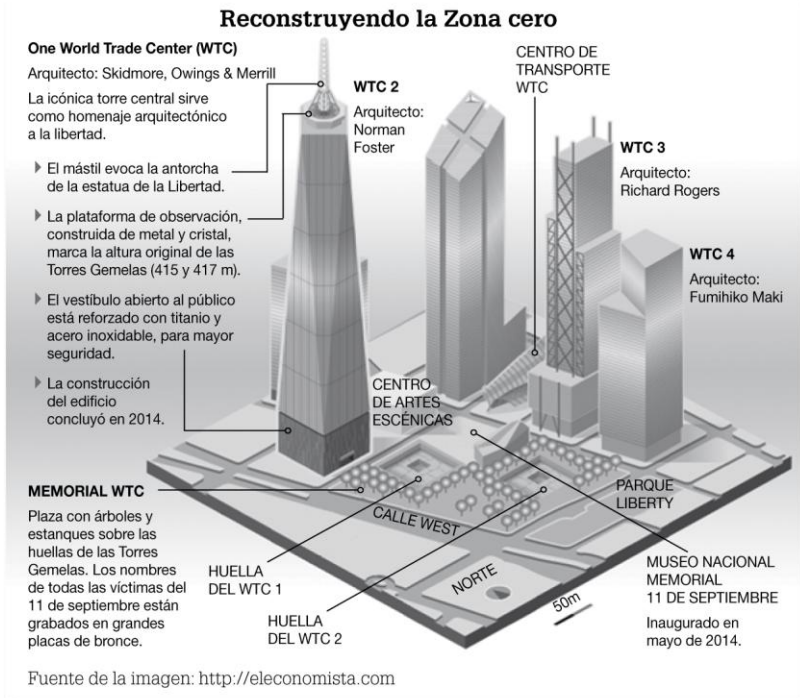 Reconstruyendo la Zona cero
One World Trade Center (WTC)
Arquitecto: Skidmore, Owings & Merrill
La icónica torre central sirve
como homenaje arquitectónico
a la libertad.
El mástil evoca la antorcha
de la estatua de la Libertad.
La plataforma de observación,
construida de metal y cristal,
marca la altura original de las
Torres Gemelas (415 y 417 m).
El vestíbulo abierto al público
está reforzado con titanio y
acero inoxidable, para mayor
seguridad.
La construcción
del edificio
concluyó en 2014.
WTC 2
Arquitecto:
Norman
Foster
CENTRO DE
TRANSPORTE
WTC
WTC 3
Arquitecto:
Richard Rogers
WTC 4
Arquitecto:
Fumihiko Maki
CENTRO
DE ARTES
ESCÉNICAS
MEMORIAL WTC
Plaza con árboles y
estanques sobre las
huellas de las Torres
Gemelas. Los nombres
de todas las víctimas del
11 de septiembre están
grabados en grandes
placas de bronce.
CALLE WEST
PARQUE
LIBERTY
HUELLA
DEL WTC 1
HUELLA
DEL WTC 2
NORTE
50m
MUSEO NACIONAL
MEMORIAL
11 DE SEPTIEMBRE
Inaugurado en
mayo de 2014.
Fuente de la imagen: http://eleconomista.com